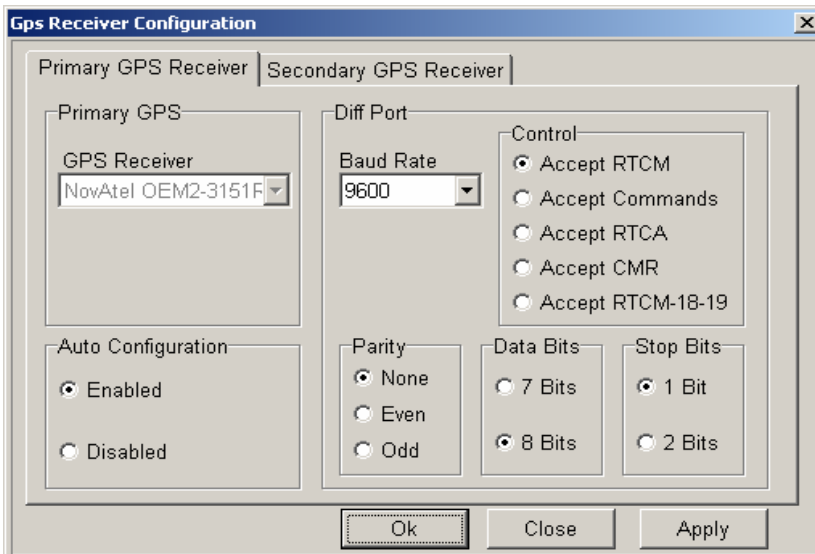 Gps Receiver Configuration
Primary GPS Receiver
Secondary GPS Receiver
Primary GPS
GPS Receiver
NovAtel OEM2-3151R
Auto Configuration
Enabled
Disabled
Diff Port
Baud Rate
9600
Control
Accept RTCM
Accept Commands
Accept RTCA
Accept CMR
Accept RTCM-18-19
Parity
None
Even
Odd
Data Bits
7 Bits
8 Bits
Stop Bits
1 Bit
2 Bits
Ok
Close
Apply